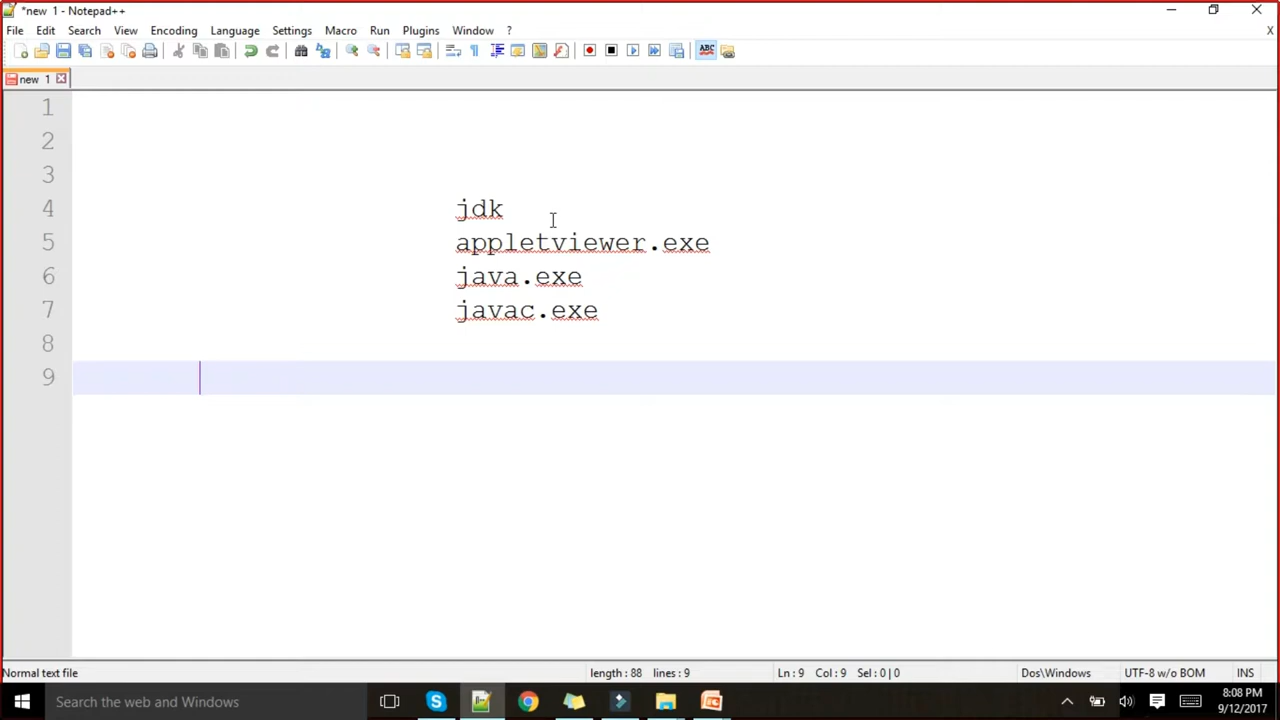 *new 1 - Notepad++
File Edit Search View Encoding Language Settings Macro Run Plugins Window ? X
ABC
new 1
1
2
3
4 jdk
5 appletviewer.exe
6 java.exe
7 javac.exe
8
9
Normal text file length : 88 lines : 9 Ln : 9 Col : 9 Sel : 0 | 0 Dos\Windows UTF-8 w/o BOM INS
Search the web and Windows
8:08 PM
9/12/2017